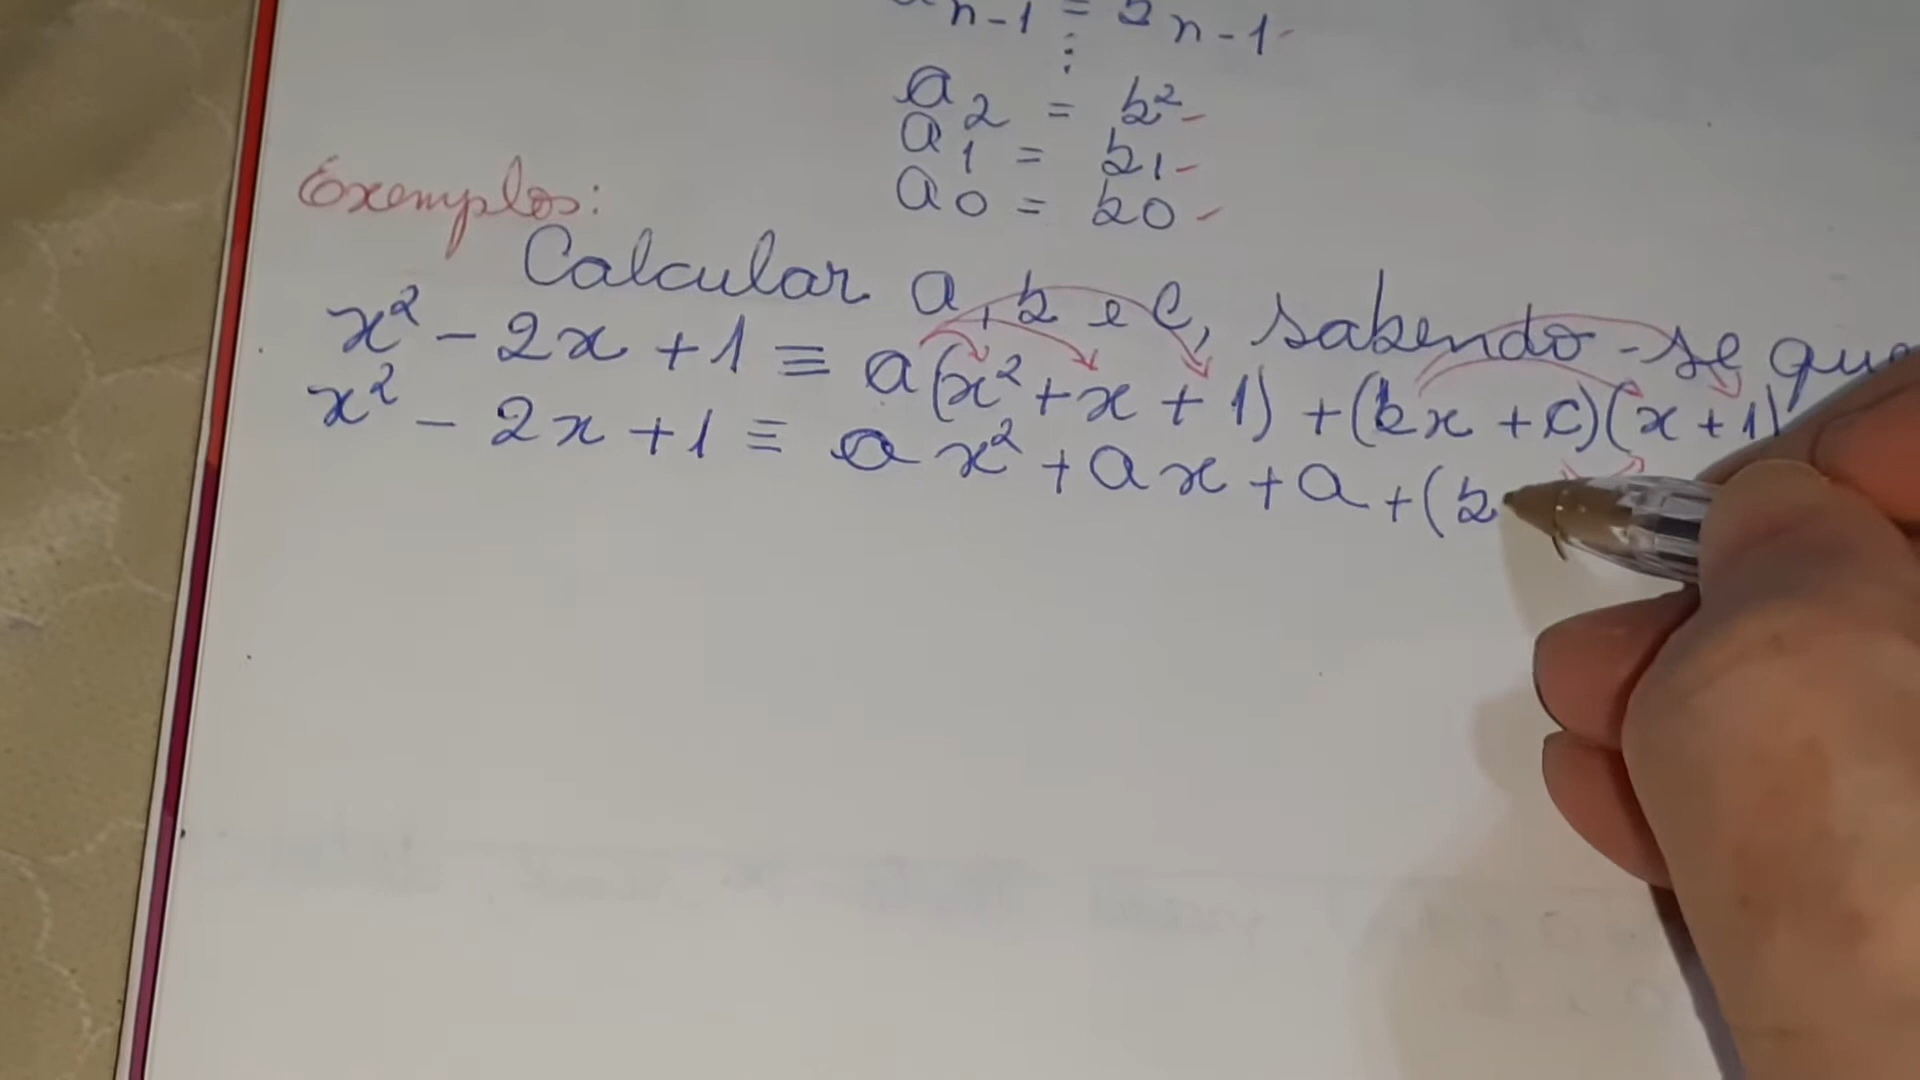 n-1 = b n-1
⋮
a2 = b²
a1 = b1
a0 = b0
Exemplos:
Calcular a, b e c, sabendo-se que
x² - 2x + 1 ≡ a(x² + x + 1) + (bx + c)(x + 1)
x² - 2x + 1 ≡ ax² + ax + a + (b